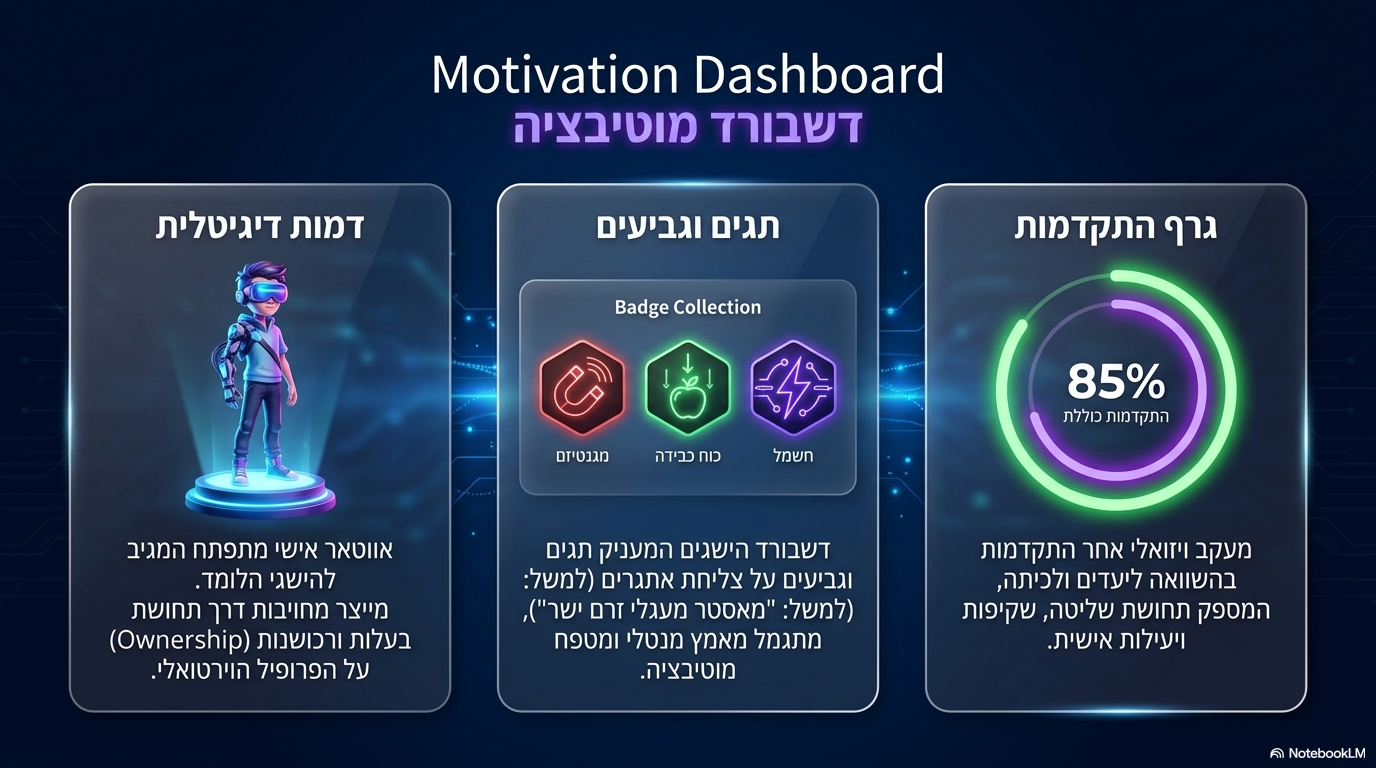 Motivation Dashboard
דשבורד מוטיבציה
גרף התקדמות
85%
התקדמות כוללת
מעקב ויזואלי אחר התקדמות
בהשוואה ליעדים ולכיתה,
המספק תחושת שליטה, שקיפות
ויעילות אישית.
תגים וגביעים
Badge Collection
חשמל
כוח כבידה
מגנטיזם
דשבורד הישגים המעניק תגים
וגביעים על צליחת אתגרים (למשל:
(למשל: "מאסטר מעגלי זרם ישר"),
מתגמל מאמץ מנטלי ומטפח
מוטיבציה.
דמות דיגיטלית
אווטאר אישי מתפתח המגיב
להישגי הלומד.
מייצר מחויבות דרך תחושת
בעלות ורכושנות (Ownership)
על הפרופיל הוירטואלי.
NotebookLM